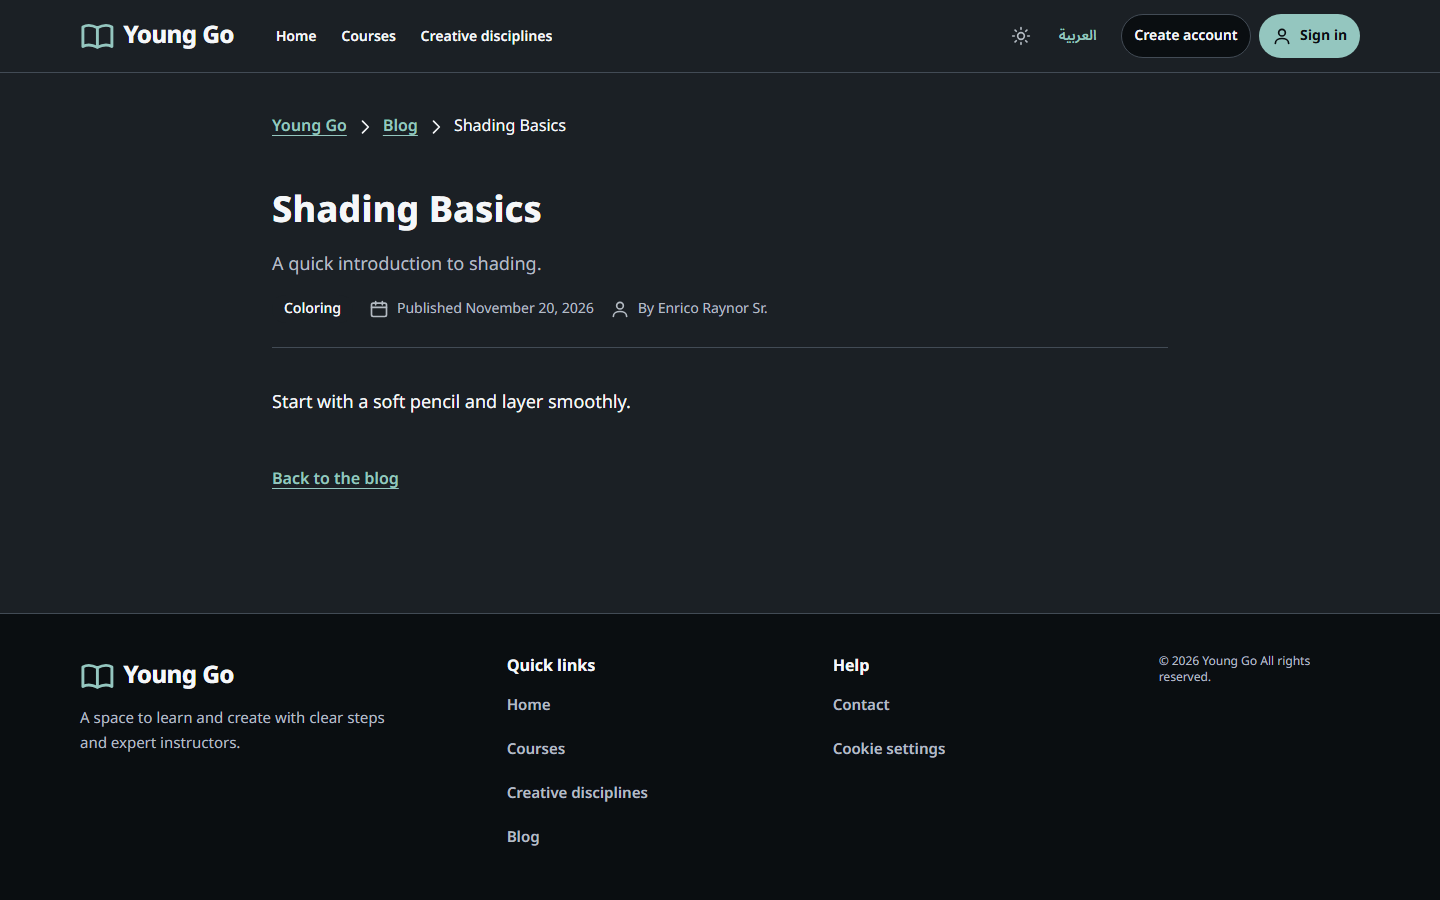 Young Go
Home
Courses
Creative disciplines
العربية
Create account
Sign in
Young Go
Blog
Shading Basics
Shading Basics
A quick introduction to shading.
Coloring
Published November 20, 2026
By Enrico Raynor Sr.
Start with a soft pencil and layer smoothly.
Back to the blog
Young Go
A space to learn and create with clear steps
and expert instructors.
Quick links
Home
Courses
Creative disciplines
Blog
Help
Contact
Cookie settings
© 2026 Young Go All rights
reserved.